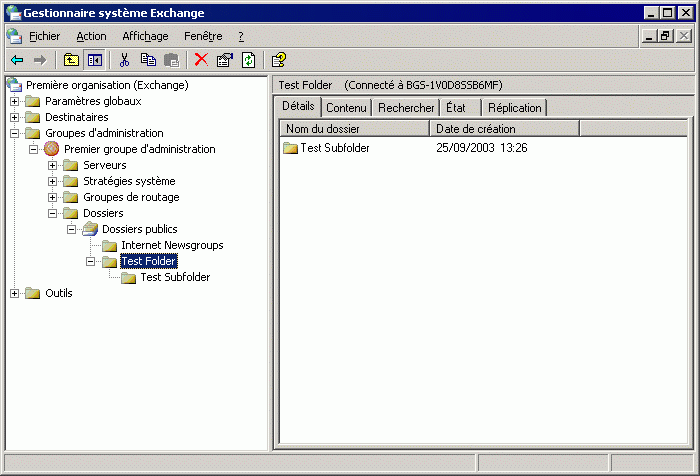 Gestionnaire système Exchange
Fichier Action Affichage Fenêtre ?
Première organisation (Exchange)
Paramètres globaux
Destinataires
Groupes d'administration
Premier groupe d'administration
Serveurs
Stratégies système
Groupes de routage
Dossiers
Dossiers publics
Internet Newsgroups
Test Folder
Test Subfolder
Outils
Test Folder (Connecté à BGS-1V0D8SSB6MF)
Détails Contenu Rechercher État Réplication
Nom du dossier Date de création
Test Subfolder 25/09/2003 13:26